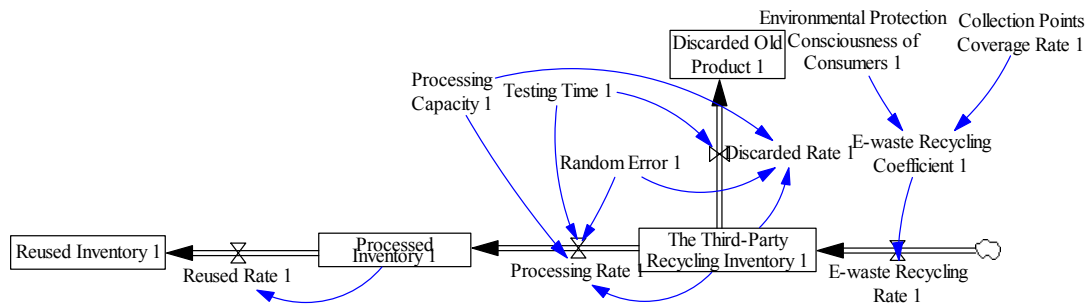 Environmental Protection
Consciousness of
Consumers 1
Collection Points
Coverage Rate 1
Discarded Old
Product 1
Processing
Capacity 1
Testing Time 1
Random Error 1
Discarded Rate 1
E-waste Recycling
Coefficient 1
Reused Inventory 1
Reused Rate 1
Processed
Inventory 1
Processing Rate 1
The Third-Party
Recycling Inventory 1
E-waste Recycling
Rate 1